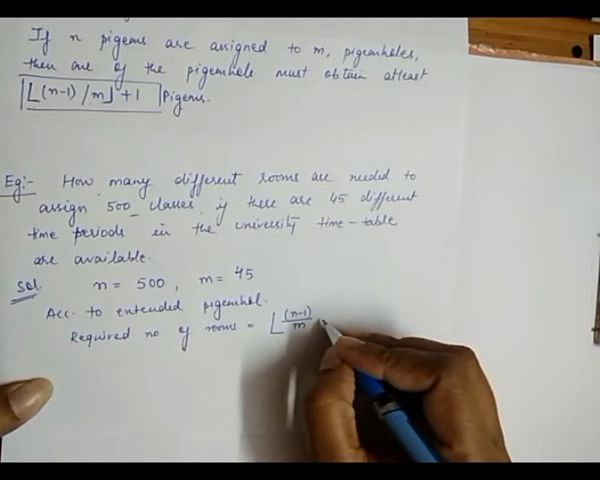 If n pigeons are assigned to m, pigeonholes,
then one of the pigeonhole must obtain atleast
⌊(n-1)/m⌋+1 Pigeons.
Eg:- How many different rooms are needed to
assign 500 classes if there are 45 different
time periods in the university time-table
are available.
Sol n = 500 , m = 45
Acc. to extended pigeonhol.
Required no of rooms = ⌊(n-1)/m